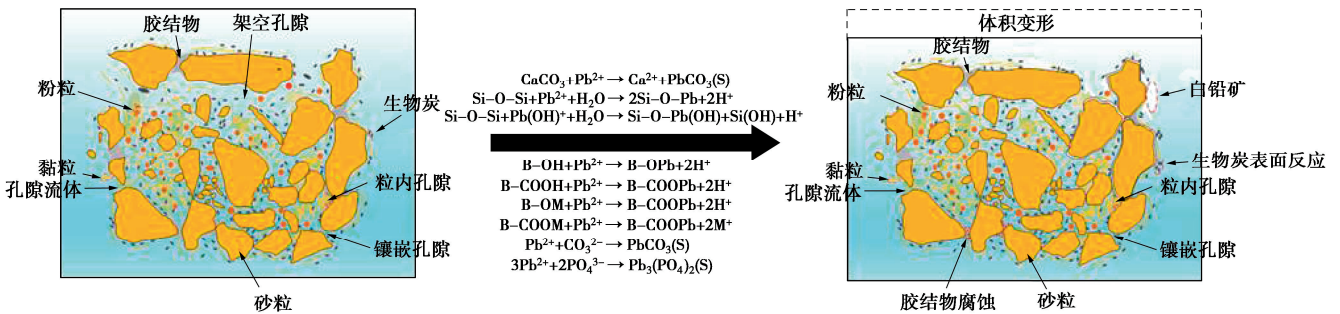 胶结物
架空孔隙
粉粒
生物炭
黏粒
孔隙流体
粒内孔隙
镶嵌孔隙
砂粒
CaCO₃+Pb²⁺→Ca²⁺+PbCO₃(S)
Si-O-Si+Pb²⁺+H₂O→2Si-O-Pb+2H⁺
Si-O-Si+Pb(OH)⁺+H₂O→Si-O-Pb(OH)+Si(OH)+H⁺
B-OH+Pb²⁺→B-OPb+2H⁺
B-COOH+Pb²⁺→B-COOPb+2H⁺
B-OM+Pb²⁺→B-COOPb+2H⁺
B-COOM+Pb²⁺→B-COOPb+2M⁺
Pb²⁺+CO₃²⁻→PbCO₃(S)
3Pb²⁺+2PO₄³⁻→Pb₃(PO₄)₂(S)
体积变形
胶结物
粉粒
白铅矿
黏粒
生物炭表面反应
孔隙流体
粒内孔隙
镶嵌孔隙
胶结物腐蚀
砂粒